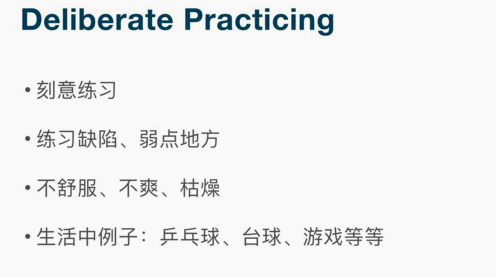 Deliberate Practicing
• 刻意练习
• 练习缺陷、弱点地方
• 不舒服、不爽、枯燥
• 生活中例子：乒乓球、台球、游戏等等